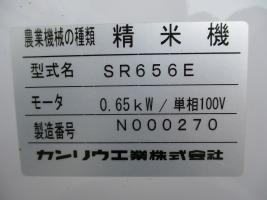 農業機械の種類 精米機
型式名 SR656E
モータ 0.65kW/単相100V
製造番号 N000270
カンリウ工業株式会社